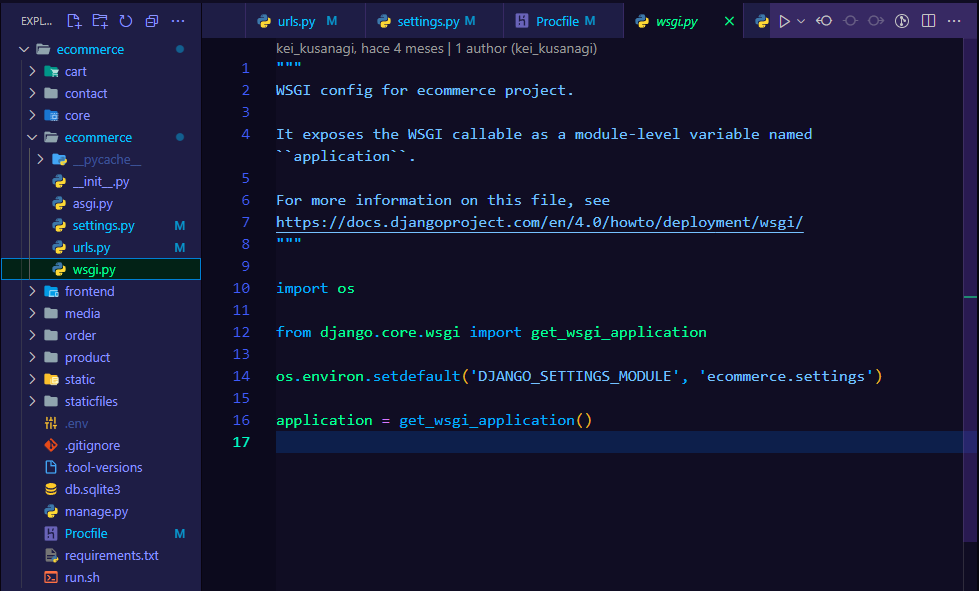 EXPL...
ecommerce
cart
contact
core
ecommerce
__pycache__
__init__.py
asgi.py
settings.py M
urls.py M
wsgi.py
frontend
media
order
product
static
staticfiles
.env
.gitignore
.tool-versions
db.sqlite3
manage.py
Procfile M
requirements.txt
run.sh
urls.py M
settings.py M
Procfile M
wsgi.py
kei_kusanagi, hace 4 meses | 1 author (kei_kusanagi)
1 """
2 WSGI config for ecommerce project.
3
4 It exposes the WSGI callable as a module-level variable named
``application``.
5
6 For more information on this file, see
7 https://docs.djangoproject.com/en/4.0/howto/deployment/wsgi/
8 """
9
10 import os
11
12 from django.core.wsgi import get_wsgi_application
13
14 os.environ.setdefault('DJANGO_SETTINGS_MODULE', 'ecommerce.settings')
15
16 application = get_wsgi_application()
17